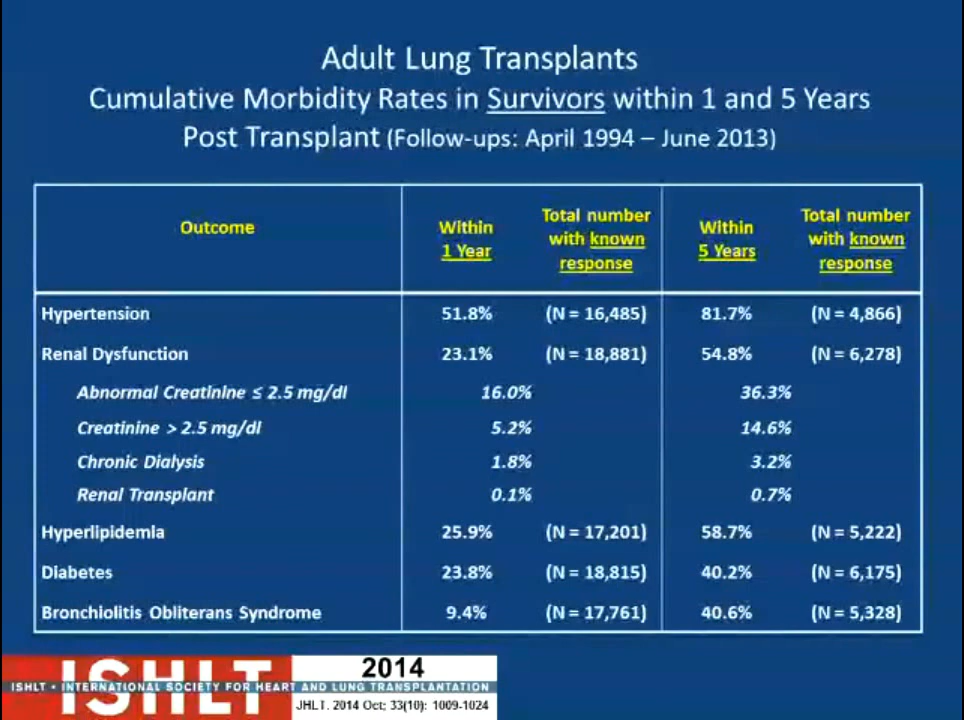 Adult Lung Transplants
Cumulative Morbidity Rates in Survivors within 1 and 5 Years
Post Transplant (Follow-ups: April 1994 – June 2013)
Outcome Within 1 Year Total number with known response Within 5 Years Total number with known response
Hypertension 51.8% (N = 16,485) 81.7% (N = 4,866)
Renal Dysfunction 23.1% (N = 18,881) 54.8% (N = 6,278)
Abnormal Creatinine ≤ 2.5 mg/dl 16.0% 36.3%
Creatinine > 2.5 mg/dl 5.2% 14.6%
Chronic Dialysis 1.8% 3.2%
Renal Transplant 0.1% 0.7%
Hyperlipidemia 25.9% (N = 17,201) 58.7% (N = 5,222)
Diabetes 23.8% (N = 18,815) 40.2% (N = 6,175)
Bronchiolitis Obliterans Syndrome 9.4% (N = 17,761) 40.6% (N = 5,328)
ISHLT 2014
ISHLT • INTERNATIONAL SOCIETY FOR HEART AND LUNG TRANSPLANTATION
JHLT. 2014 Oct; 33(10): 1009-1024